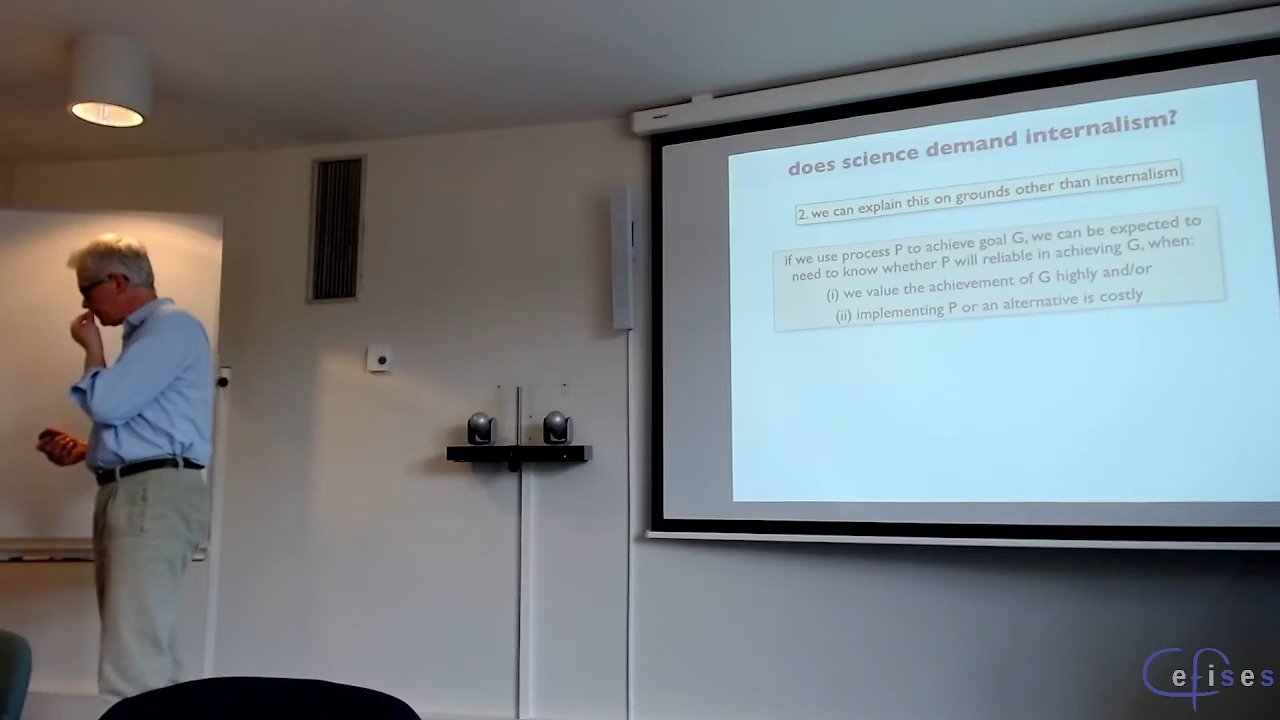 does science demand internalism?
2. we can explain this on grounds other than internalism
if we use process P to achieve goal G, we can be expected to
need to know whether P will reliable in achieving G, when:
(i) we value the achievement of G highly and/or
(ii) implementing P or an alternative is costly
Cefises